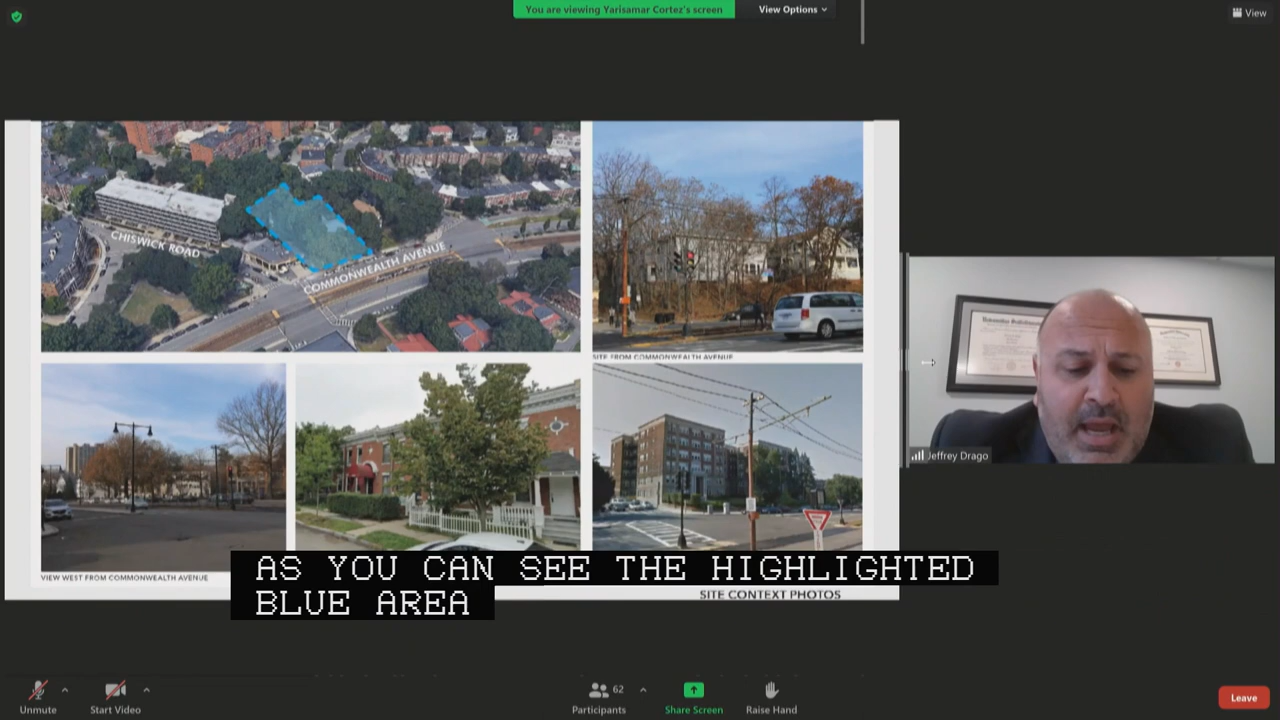 You are viewing Yarisamar Cortez's screen
View Options
View
CHISWICK ROAD
COMMONWEALTH AVENUE
SITE FROM COMMONWEALTH AVENUE
Jeffrey Drago
VIEW WEST FROM COMMONWEALTH AVENUE
AS YOU CAN SEE THE HIGHLIGHTED
BLUE AREA
SITE CONTEXT PHOTOS
Unmute
Start Video
62
Participants
Share Screen
Raise Hand
Leave